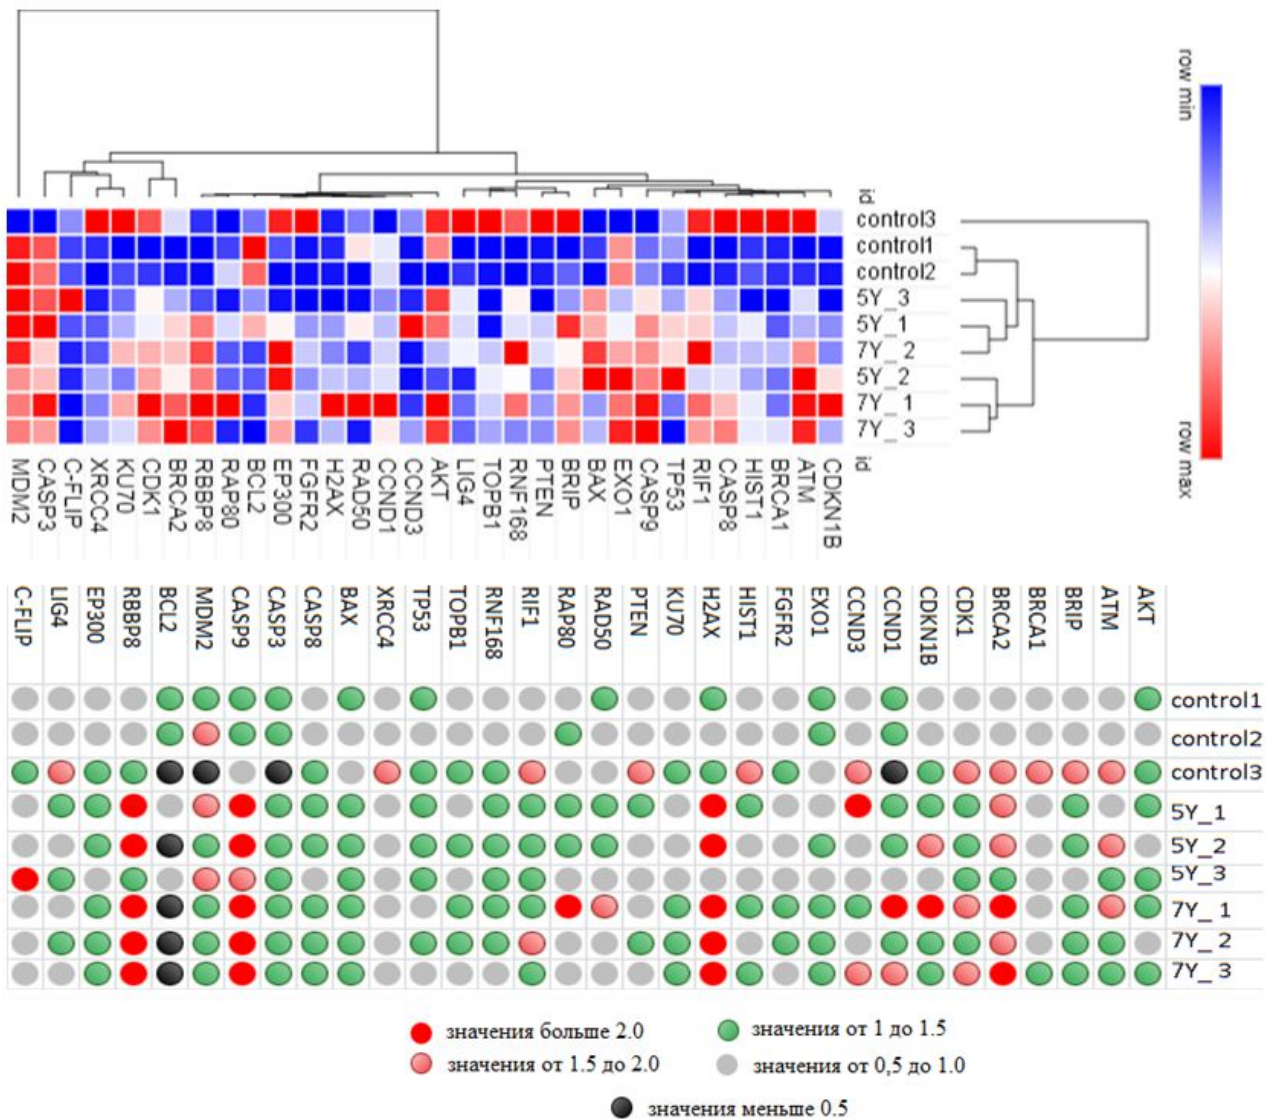 row min
row max
id
control3
control1
control2
5Y_3
5Y_1
7Y_ 2
5Y_2
7Y_ 1
7Y_ 3
id
MDM2
CASP3
C-FLIP
XRCC4
KU70
CDK1
BRCA2
RBBP8
RAP80
BCL2
EP300
FGFR2
H2AX
RAD50
CCND1
CCND3
AKT
LIG4
TOPB1
RNF168
PTEN
BRIP
BAX
EXO1
CASP9
TP53
RIF1
CASP8
HIST1
BRCA1
ATM
CDKN1B
C-FLIP
LIG4
EP300
RBBP8
BCL2
MDM2
CASP9
CASP3
CASP8
BAX
XRCC4
TP53
TOPB1
RNF168
RIF1
RAP80
RAD50
PTEN
KU70
H2AX
HIST1
FGFR2
EXO1
CCND3
CCND1
CDKN1B
CDK1
BRCA2
BRCA1
BRIP
ATM
AKT
control1
control2
control3
5Y_1
5Y_2
5Y_3
7Y_ 1
7Y_ 2
7Y_ 3
значения больше 2.0
значения от 1 до 1.5
значения от 1.5 до 2.0
значения от 0,5 до 1.0
значения меньше 0.5